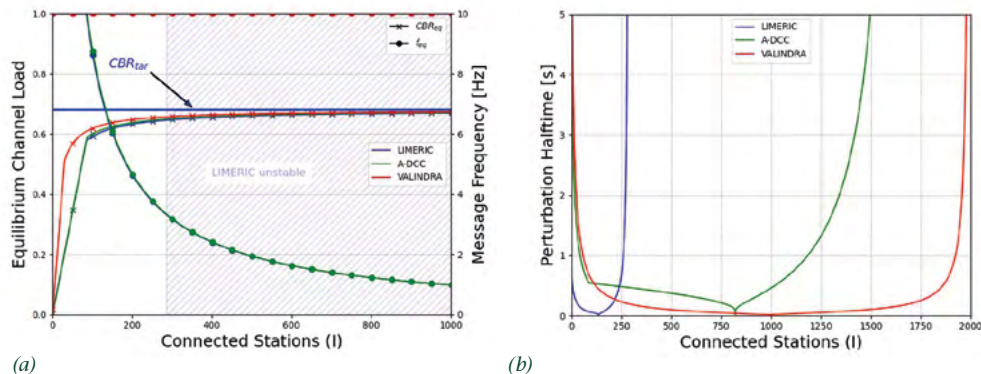 Equilibrium Channel Load
1.0
0.8
0.6
0.4
0.2
0.0
0
200
400
600
800
1000
Connected Stations (I)
10
8
6
4
2
0
Message Frequency [Hz]
CBR_tar
CBR_eq
f_eq
LIMERIC unstable
LIMERIC
A-DCC
VALINDRA
(a)
Perturbation Halftime [s]
5
4
3
2
1
0
0
250
500
750
1000
1250
1500
1750
2000
Connected Stations (I)
LIMERIC
A-DCC
VALINDRA
(b)